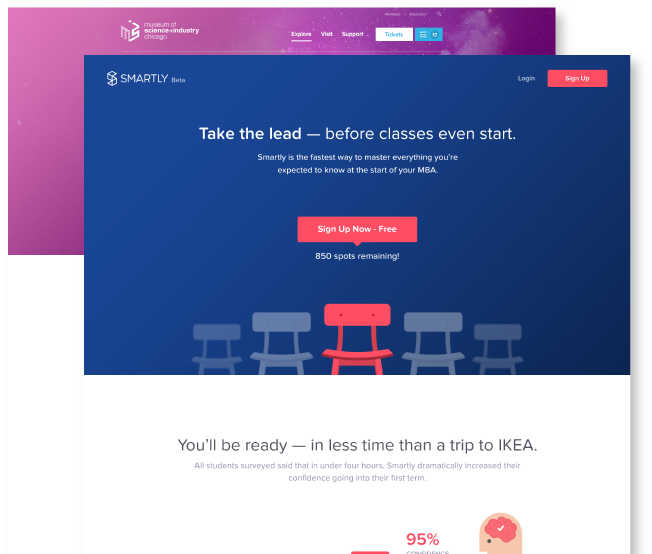 Members | Education
museum of
science+industry
chicago
Explore Visit Support Tickets 12
SMARTLY Beta
Login Sign Up
Take the lead — before classes even start.
Smartly is the fastest way to master everything you're
expected to know at the start of your MBA.
Sign Up Now - Free
850 spots remaining!
You'll be ready — in less time than a trip to IKEA.
All students surveyed said that in under four hours, Smartly dramatically increased their
confidence going into their first term.
95%
CONFIDENCE